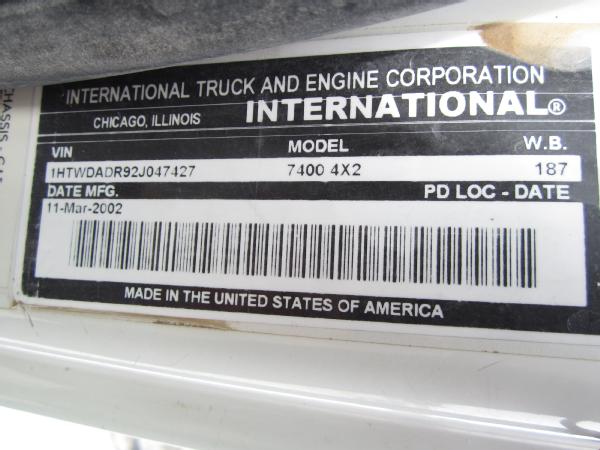 CHASSIS
INTERNATIONAL TRUCK AND ENGINE CORPORATION
CHICAGO, ILLINOIS INTERNATIONAL®
VIN MODEL W.B.
1HTWDADR92J047427 7400 4X2 187
DATE MFG. PD LOC - DATE
11-Mar-2002
MADE IN THE UNITED STATES OF AMERICA